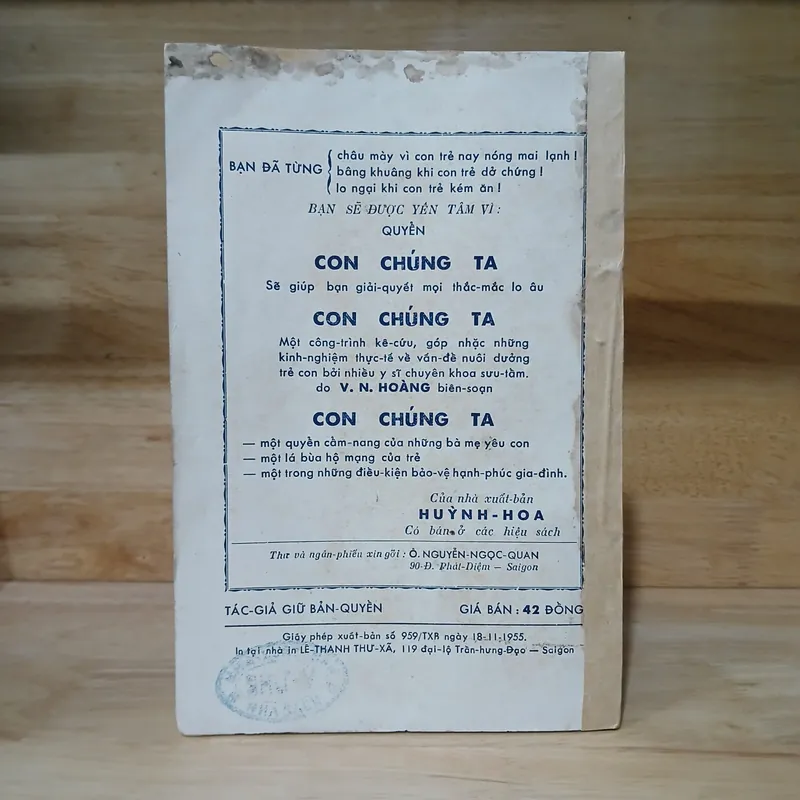 BẠN ĐÃ TỪNG
châu mày vì con trẻ nay nóng mai lạnh !
bâng khuâng khi con trẻ dở chứng !
lo ngại khi con trẻ kém ăn !
BẠN SẼ ĐƯỢC YÊN TÂM VÌ :
QUYỂN
CON CHÚNG TA
Sẽ giúp bạn giải-quyết mọi thắc-mắc lo âu
CON CHÚNG TA
Một công-trình kê-cứu, góp nhặc những
kinh-nghiệm thực-tế về vấn-đề nuôi dưởng
trẻ con bởi nhiều y sĩ chuyên khoa sưu-tầm.
do V. N. HOÀNG biên-soạn
CON CHÚNG TA
— một quyển cẩm-nang của những bà mẹ yêu con
— một lá bùa hộ mạng của trẻ
— một trong những điều-kiện bảo-vệ hạnh-phúc gia-đình.
Của nhà xuất-bản
HUỲNH-HOA
Có bán ở các hiệu sách
Thư và ngân-phiếu xin gởi : Ô. NGUYỄN-NGỌC-QUAN
90-Đ. Phát-Diệm — Saigon
TÁC-GIẢ GIỮ BẢN-QUYỀN GIÁ BÁN : 42 ĐỒNG
Giấy phép xuất-bản số 959/TXB ngày 18-11-1955.
In tại nhà in LÊ-THANH THƯ-XÃ, 119 đại-lộ Trần-hưng-Đạo — Saigon